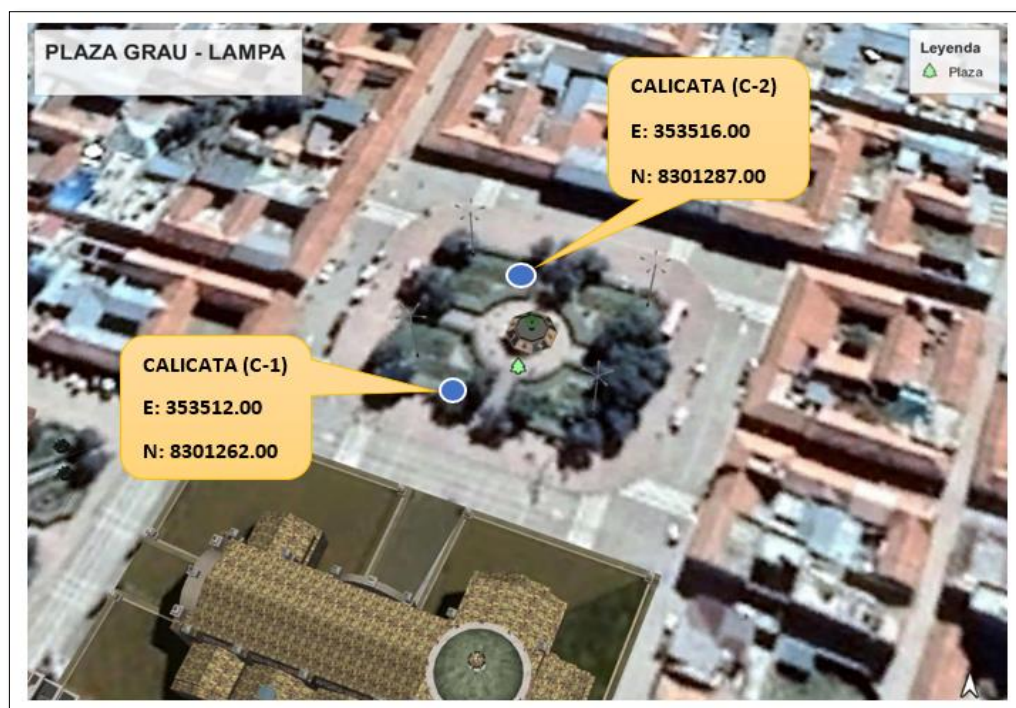 PLAZA GRAU - LAMPA
Leyenda
Plaza
CALICATA (C-2)
E: 353516.00
N: 8301287.00
CALICATA (C-1)
E: 353512.00
N: 8301262.00